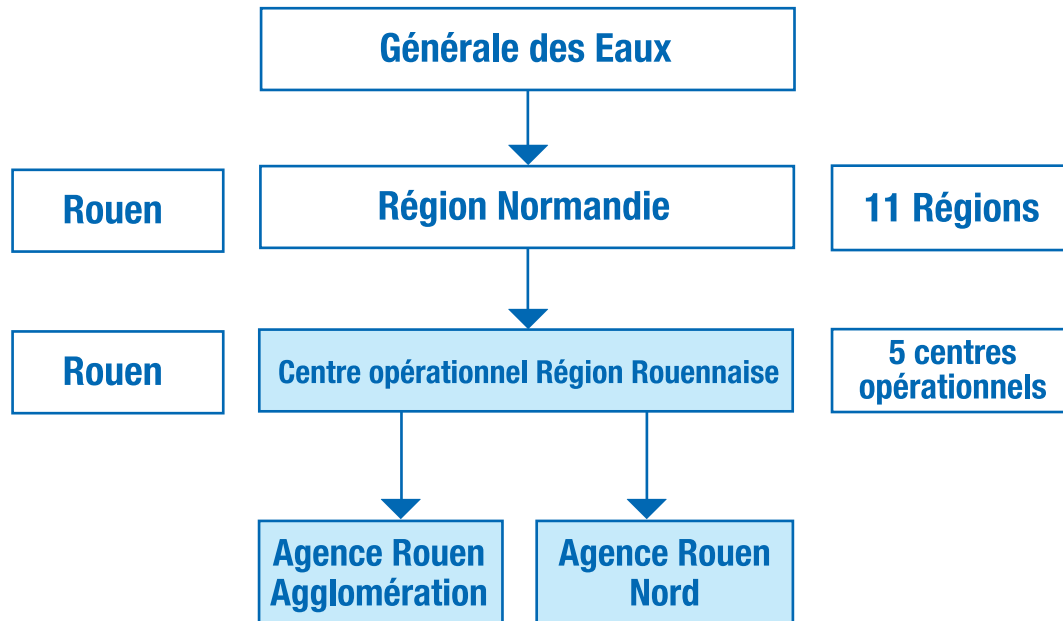 Générale des Eaux
Rouen
Région Normandie
11 Régions
Rouen
Centre opérationnel Région Rouennaise
5 centres
opérationnels
Agence Rouen
Agglomération
Agence Rouen
Nord